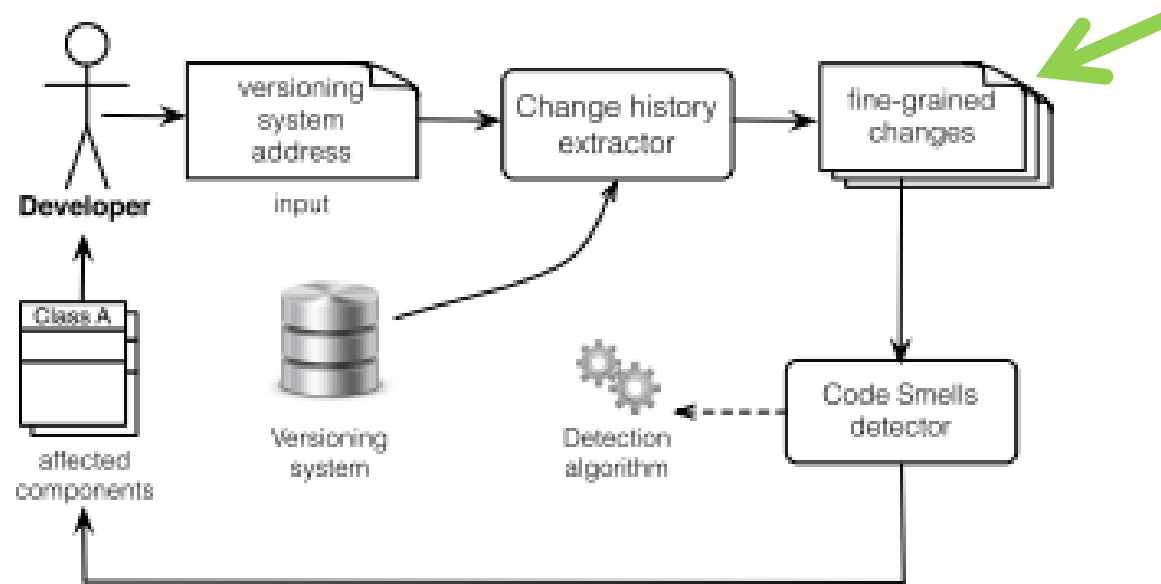 versioning
system
address
input
Change history
extractor
fine-grained
changes
Developer
Class A
affected
components
Versioning
system
Detection
algorithm
Code Smells
detector